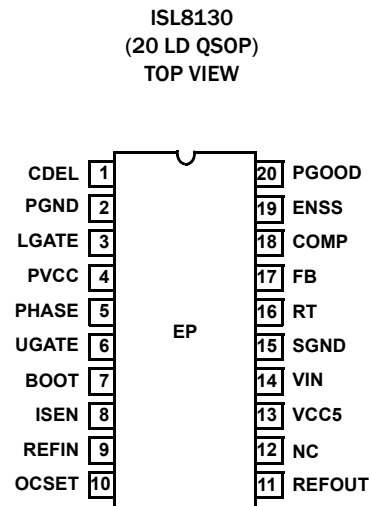 ISL8130
(20 LD QSOP)
TOP VIEW
CDEL 1
PGND 2
LGATE 3
PVCC 4
PHASE 5
UGATE 6
BOOT 7
ISEN 8
REFIN 9
OCSET 10
EP
20 PGOOD
19 ENSS
18 COMP
17 FB
16 RT
15 SGND
14 VIN
13 VCC5
12 NC
11 REFOUT